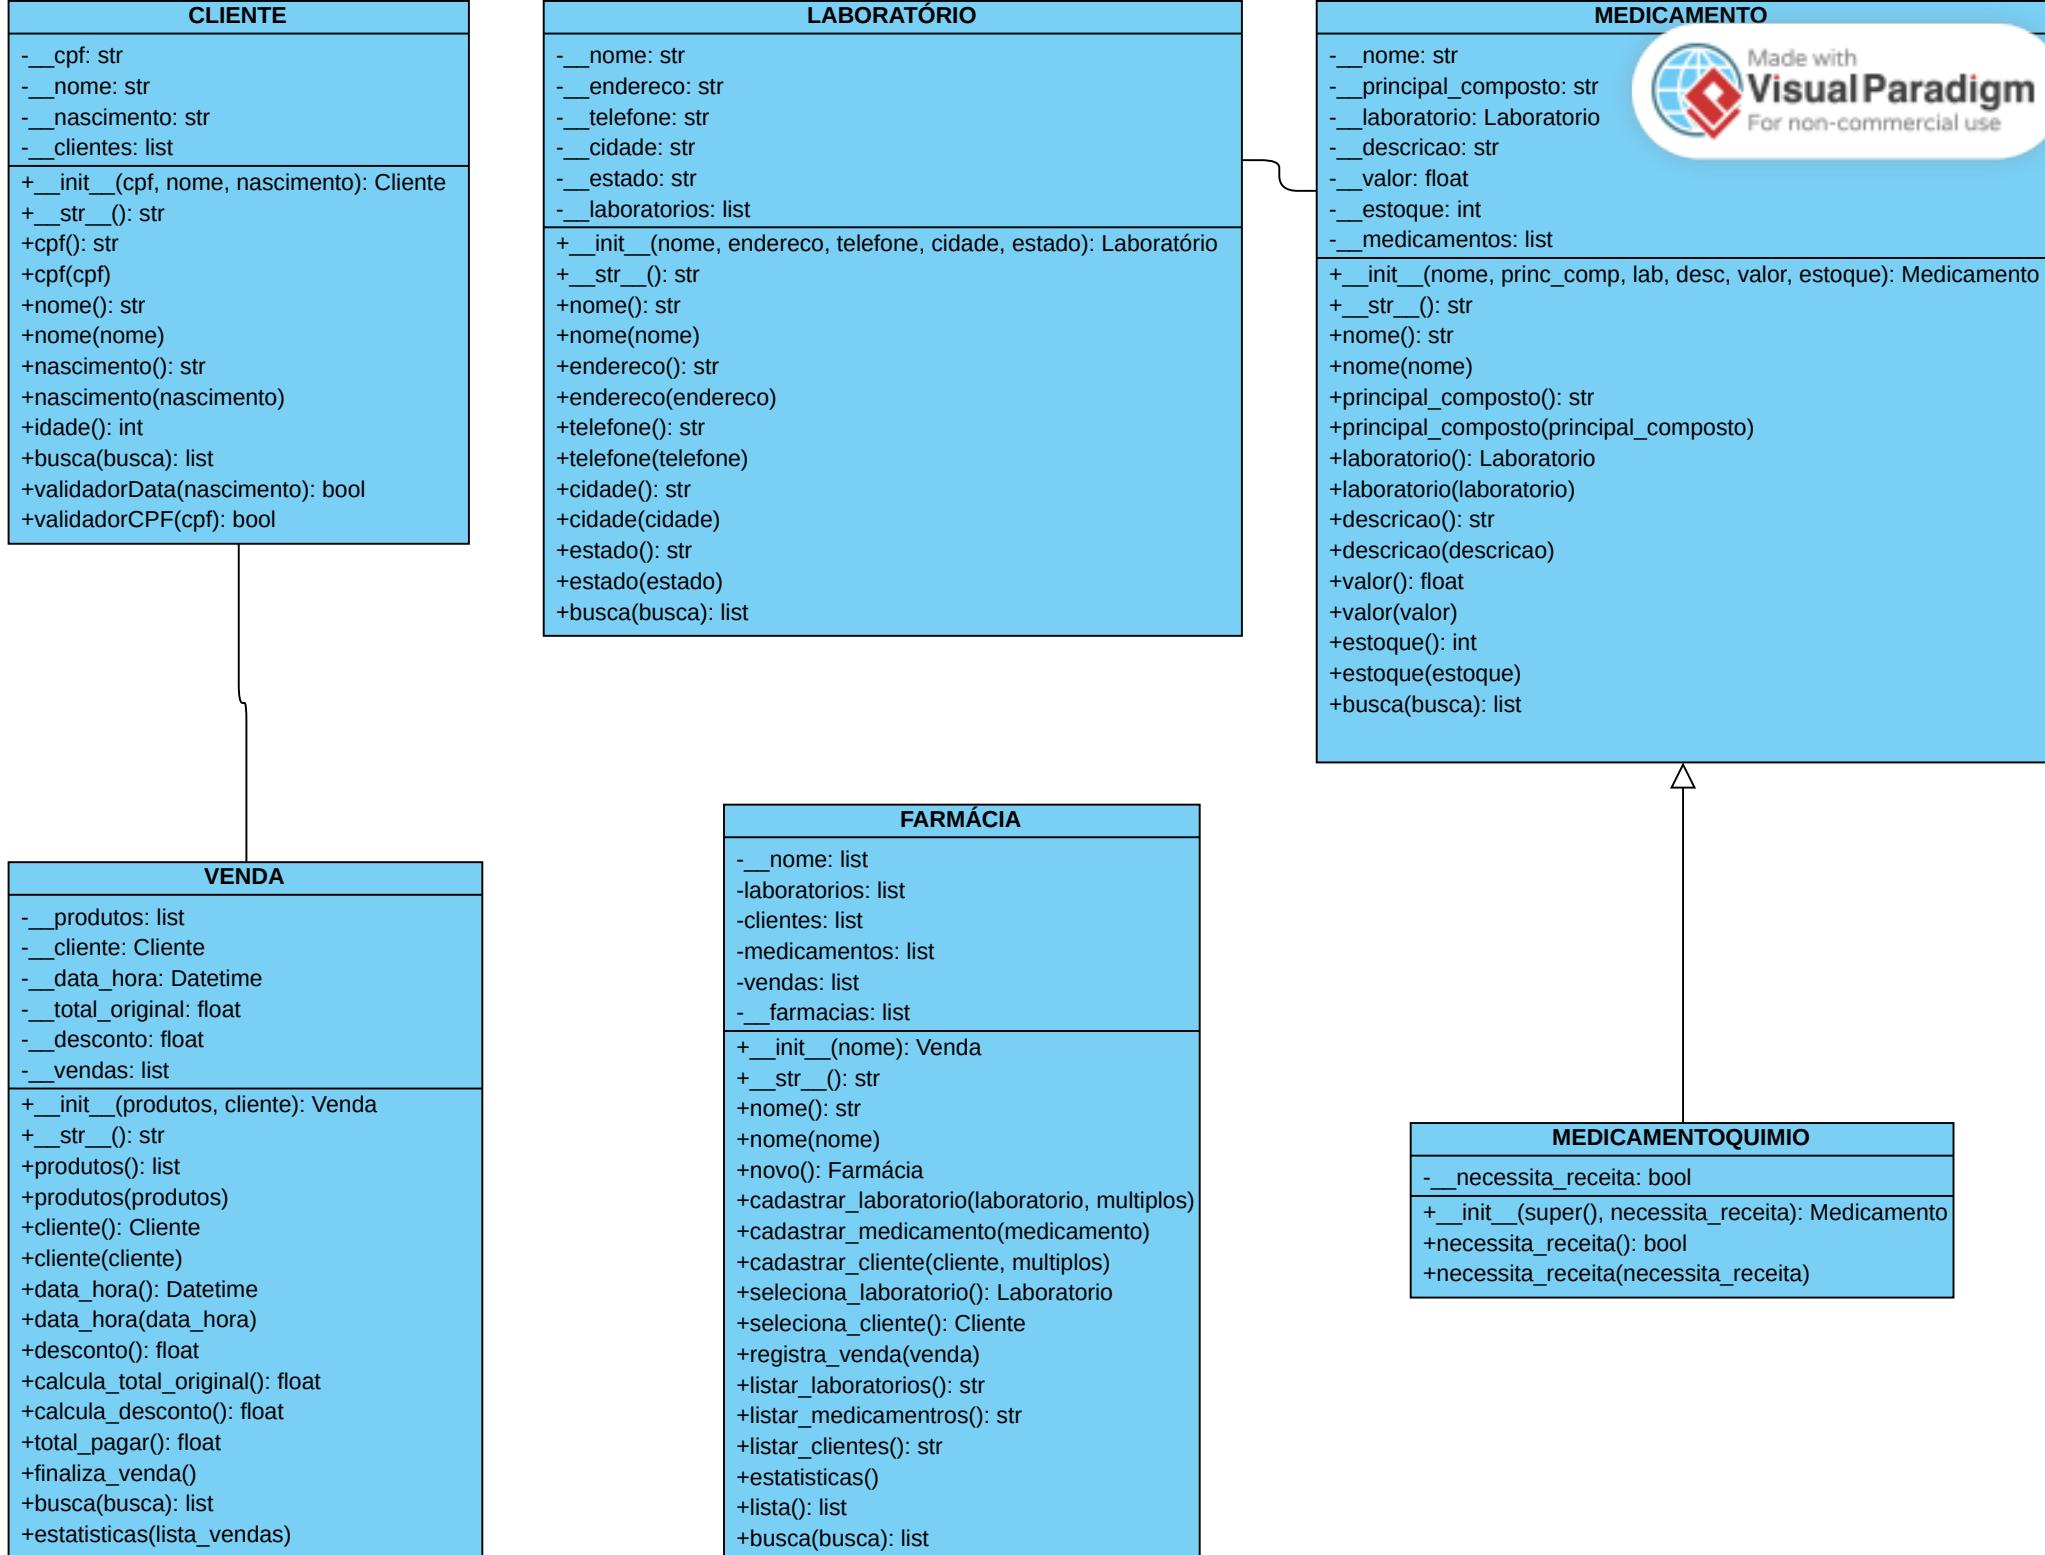 CLIENTE
-__cpf: str
-__nome: str
-__nascimento: str
-__clientes: list
+__init__(cpf, nome, nascimento): Cliente
+__str__(): str
+cpf(): str
+cpf(cpf)
+nome(): str
+nome(nome)
+nascimento(): str
+nascimento(nascimento)
+idade(): int
+busca(busca): list
+validadorData(nascimento): bool
+validadorCPF(cpf): bool
LABORATÓRIO
-__nome: str
-__endereco: str
-__telefone: str
-__cidade: str
-__estado: str
-__laboratorios: list
+__init__(nome, endereco, telefone, cidade, estado): Laboratório
+__str__(): str
+nome(): str
+nome(nome)
+endereco(): str
+endereco(endereco)
+telefone(): str
+telefone(telefone)
+cidade(): str
+cidade(cidade)
+estado(): str
+estado(estado)
+busca(busca): list
MEDICAMENTO
-__nome: str
-__principal_composto: str
-__laboratorio: Laboratorio
-__descricao: str
-__valor: float
-__estoque: int
-__medicamentos: list
+__init__(nome, princ_comp, lab, desc, valor, estoque): Medicamento
+__str__(): str
+nome(): str
+nome(nome)
+principal_composto(): str
+principal_composto(principal_composto)
+laboratorio(): Laboratorio
+laboratorio(laboratorio)
+descricao(): str
+descricao(descricao)
+valor(): float
+valor(valor)
+estoque(): int
+estoque(estoque)
+busca(busca): list
Made with
Visual Paradigm
For non-commercial use
VENDA
-__produtos: list
-__cliente: Cliente
-__data_hora: Datetime
-__total_original: float
-__desconto: float
-__vendas: list
+__init__(produtos, cliente): Venda
+__str__(): str
+produtos(): list
+produtos(produtos)
+cliente(): Cliente
+cliente(cliente)
+data_hora(): Datetime
+data_hora(data_hora)
+desconto(): float
+calcula_total_original(): float
+calcula_desconto(): float
+total_pagar(): float
+finaliza_venda()
+busca(busca): list
+estatisticas(lista_vendas)
FARMÁCIA
-__nome: list
-laboratorios: list
-clientes: list
-medicamentos: list
-vendas: list
-__farmacias: list
+__init__(nome): Venda
+__str__(): str
+nome(): str
+nome(nome)
+novo(): Farmácia
+cadastrar_laboratorio(laboratorio, multiplos)
+cadastrar_medicamento(medicamento)
+cadastrar_cliente(cliente, multiplos)
+seleciona_laboratorio(): Laboratorio
+seleciona_cliente(): Cliente
+registra_venda(venda)
+listar_laboratorios(): str
+listar_medicamentros(): str
+listar_clientes(): str
+estatisticas()
+lista(): list
+busca(busca): list
MEDICAMENTOQUIMIO
-__necessita_receita: bool
+__init__(super(), necessita_receita): Medicamento
+necessita_receita(): bool
+necessita_receita(necessita_receita)